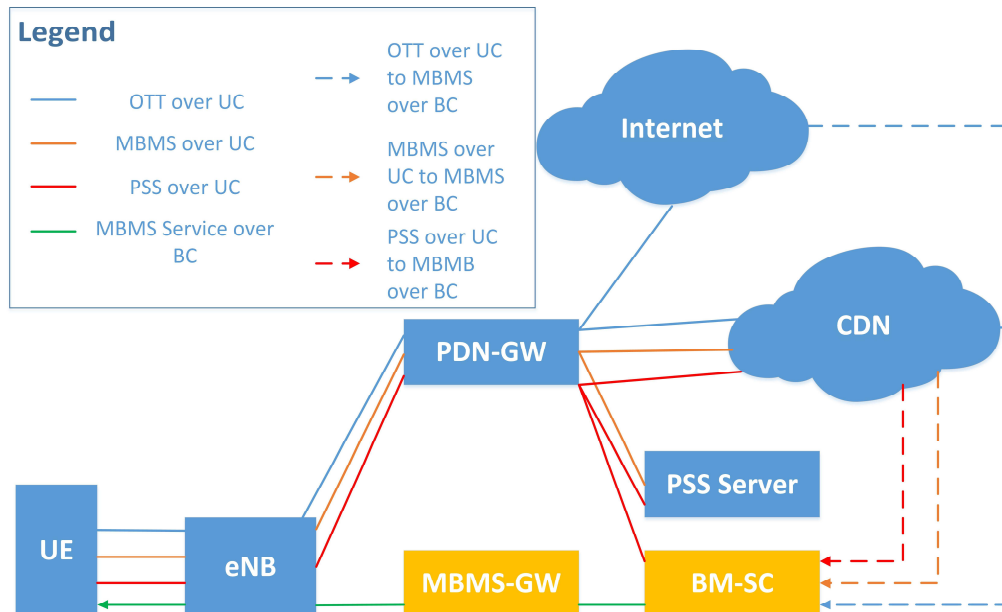 Legend
OTT over UC
MBMS over UC
PSS over UC
MBMS Service over
BC
OTT over UC
to MBMS
over BC
MBMS over
UC to MBMS
over BC
PSS over UC
to MBMB
over BC
Internet
CDN
PDN-GW
PSS Server
UE
eNB
MBMS-GW
BM-SC